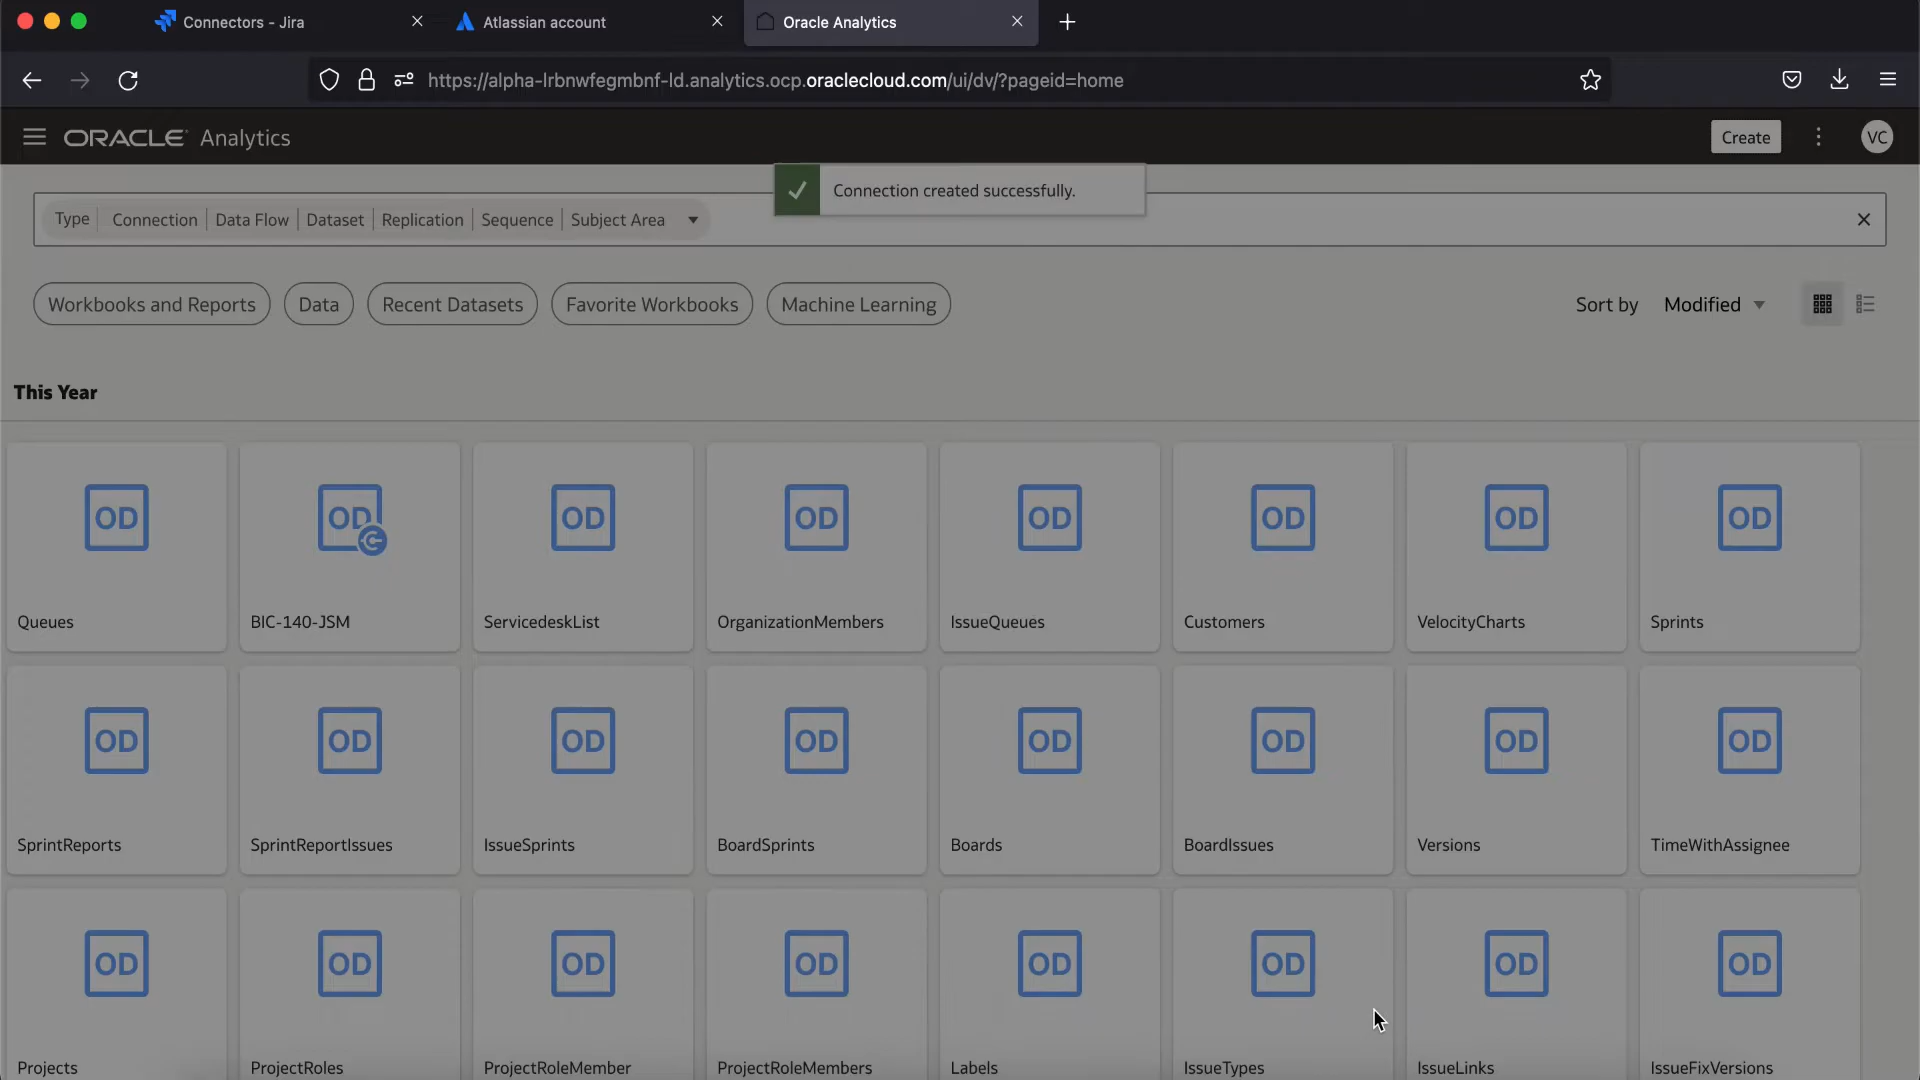 Connectors - Jira
Atlassian account
Oracle Analytics
https://alpha-lrbnwfegmbnf-ld.analytics.ocp.oraclecloud.com/ui/dv/?pageid=home
ORACLE Analytics
Create
VC
Connection created successfully.
Type Connection Data Flow Dataset Replication Sequence Subject Area
Workbooks and Reports Data Recent Datasets Favorite Workbooks Machine Learning
Sort by Modified
This Year
OD OD OD OD OD OD OD OD
Queues BIC-140-JSM ServicedeskList OrganizationMembers IssueQueues Customers VelocityCharts Sprints
OD OD OD OD OD OD OD OD
SprintReports SprintReportIssues IssueSprints BoardSprints Boards BoardIssues Versions TimeWithAssignee
OD OD OD OD OD OD OD OD
Projects ProjectRoles ProjectRoleMember ProjectRoleMembers Labels IssueTypes IssueLinks IssueFixVersions